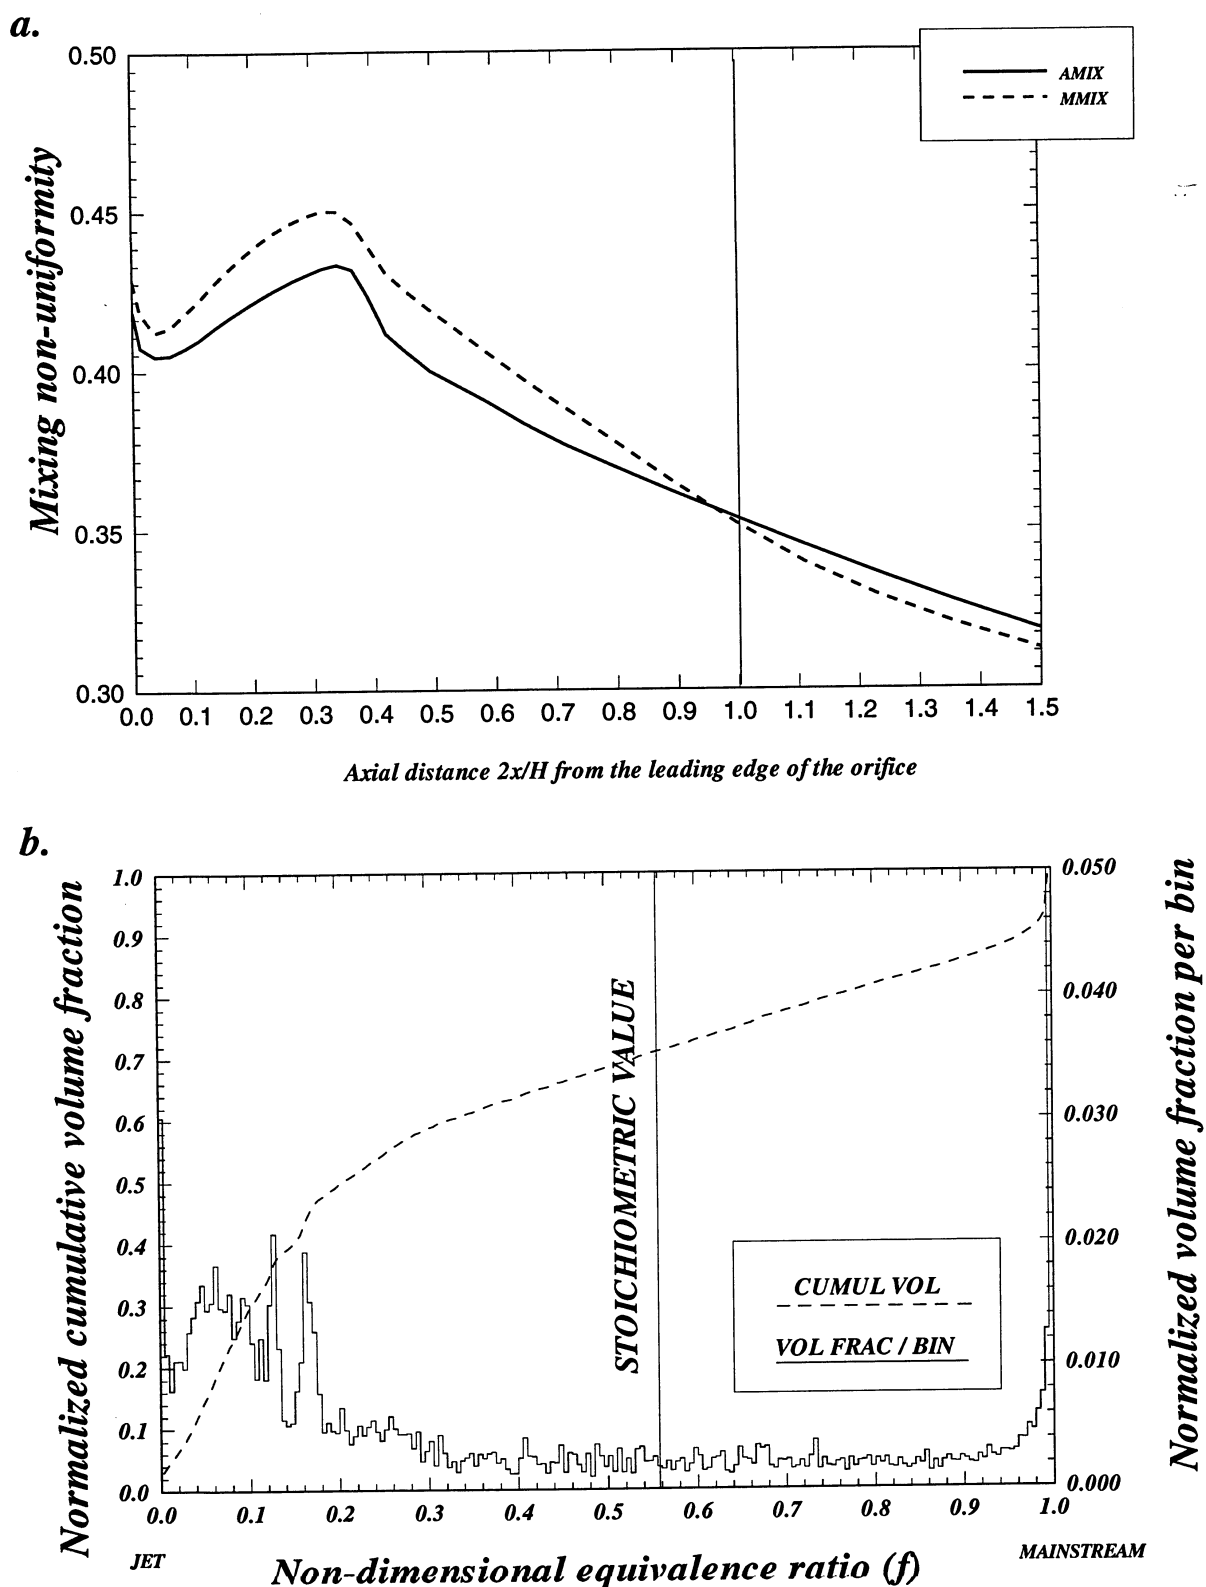 a.
0.50
0.45
0.40
0.35
0.30
Mixing non-uniformity
AMIX
MMIX
0.0 0.1 0.2 0.3 0.4 0.5 0.6 0.7 0.8 0.9 1.0 1.1 1.2 1.3 1.4 1.5
Axial distance 2x/H from the leading edge of the orifice
b.
Normalized cumulative volume fraction
1.0
0.9
0.8
0.7
0.6
0.5
0.4
0.3
0.2
0.1
0.0
STOICHIOMETRIC VALUE
CUMUL VOL
VOL FRAC / BIN
0.050
0.040
0.030
0.020
0.010
0.000
Normalized volume fraction per bin
0.0 0.1 0.2 0.3 0.4 0.5 0.6 0.7 0.8 0.9 1.0
JET
MAINSTREAM
Non-dimensional equivalence ratio (f)